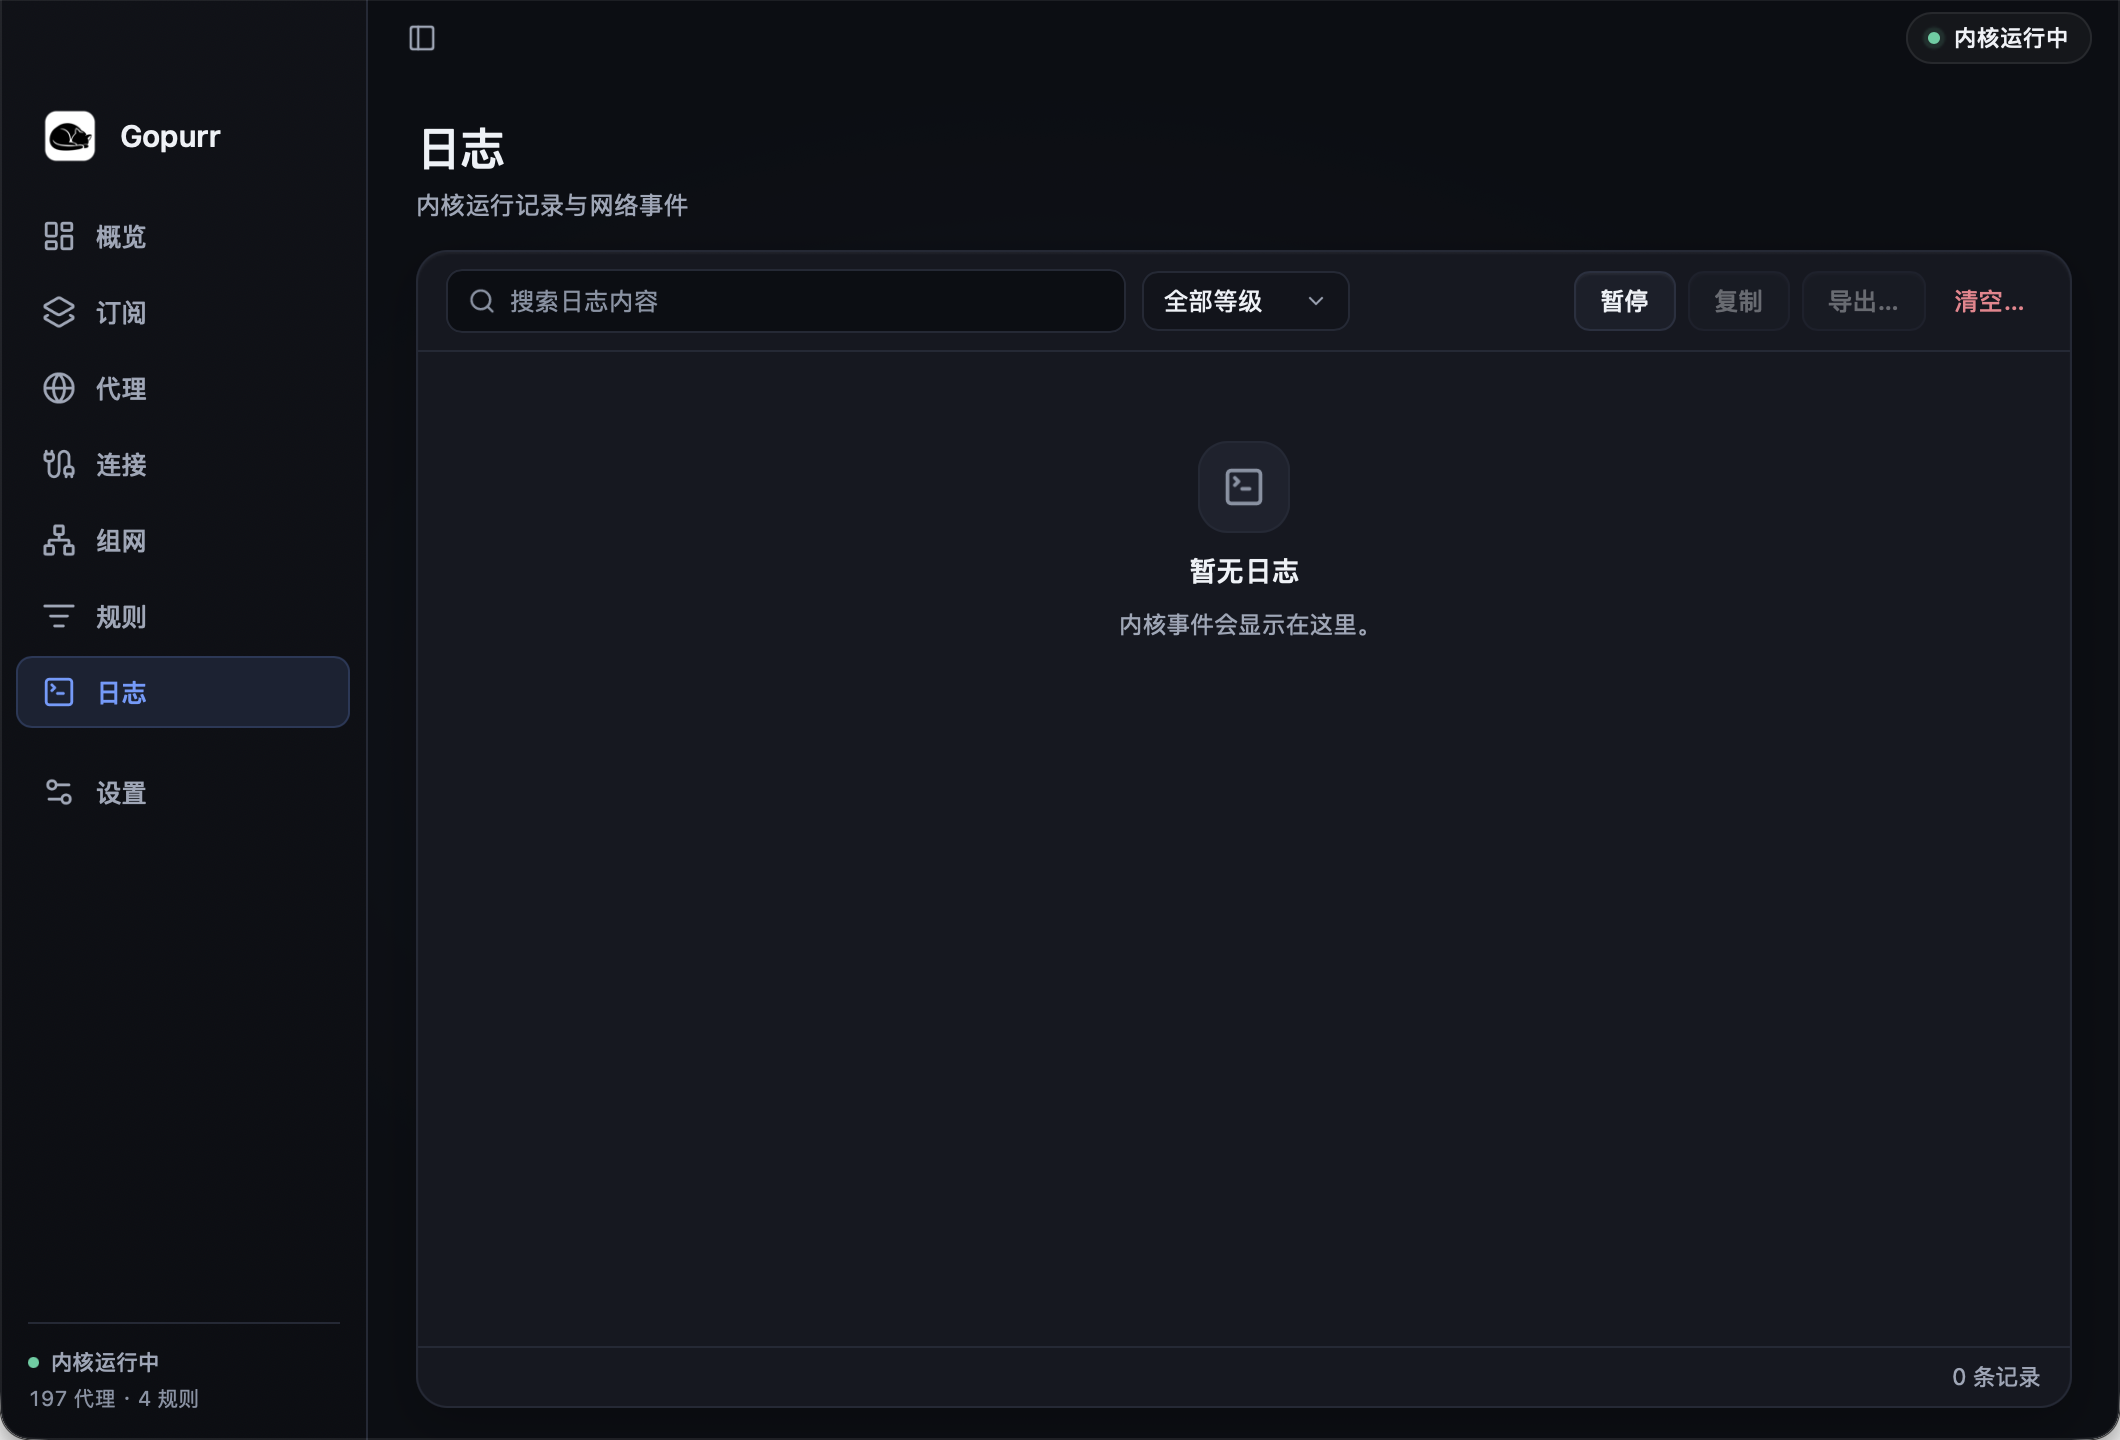 内核运行中
Gopurr
概览
订阅
代理
连接
组网
规则
日志
设置
内核运行中
197 代理 · 4 规则
日志
内核运行记录与网络事件
搜索日志内容
全部等级
暂停
复制
导出...
清空...
暂无日志
内核事件会显示在这里。
0 条记录